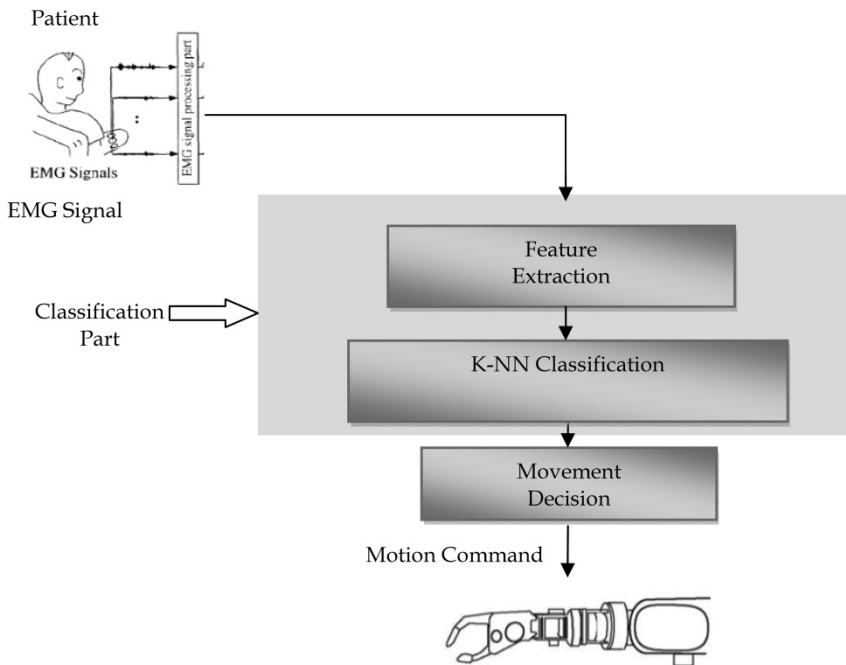 Patient
EMG signal processing part
:
EMG Signals
EMG Signal
Feature
Extraction
Classification
Part
K-NN Classification
Movement
Decision
Motion Command